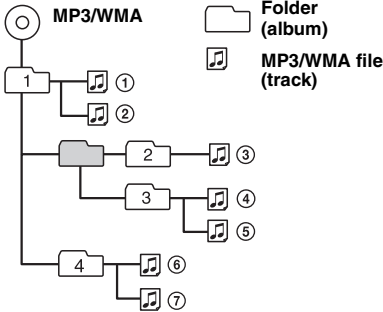 MP3/WMA
Folder
(album)
MP3/WMA file
(track)
1
①
②
2
③
3
④
⑤
4
⑥
⑦